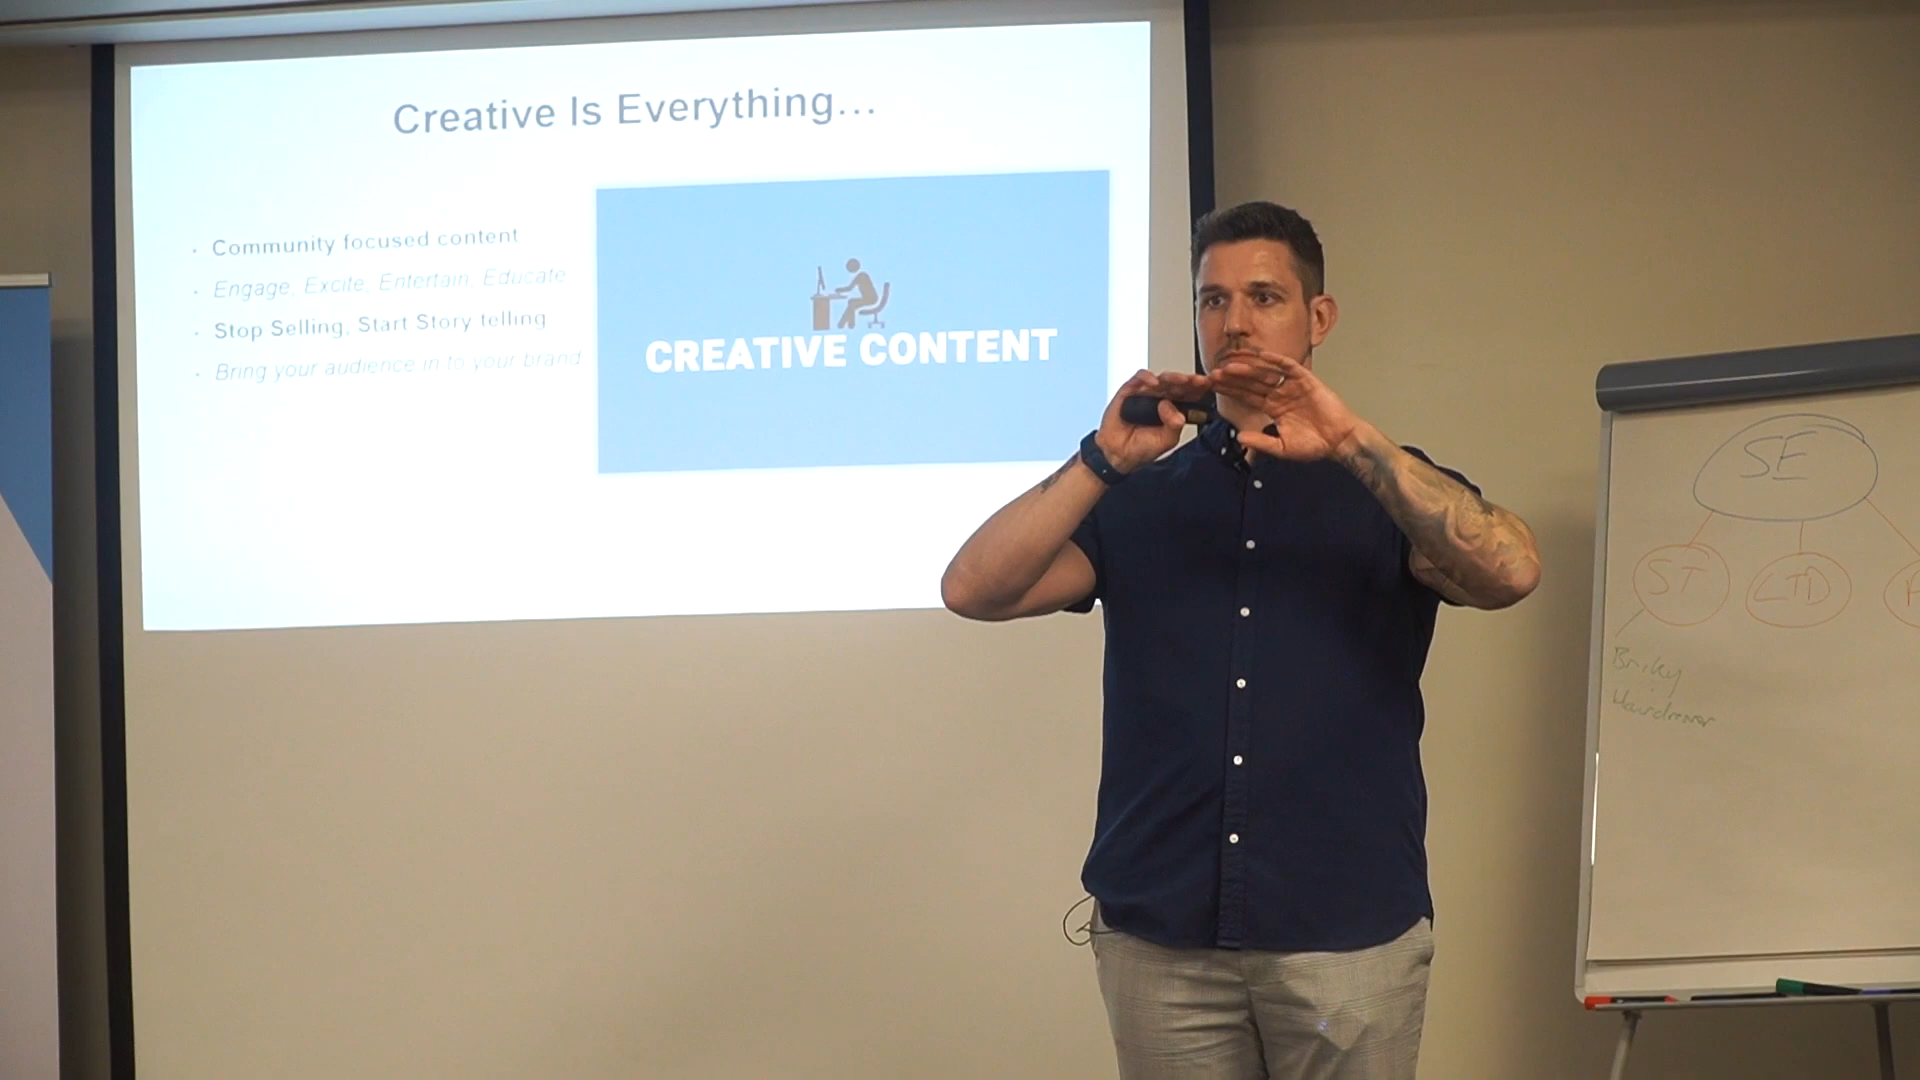 Creative Is Everything...
• Community focused content
• Engage, Excite, Entertain, Educate
• Stop Selling, Start Story telling
• Bring your audience in to your brand
CREATIVE CONTENT
SE
ST LTD